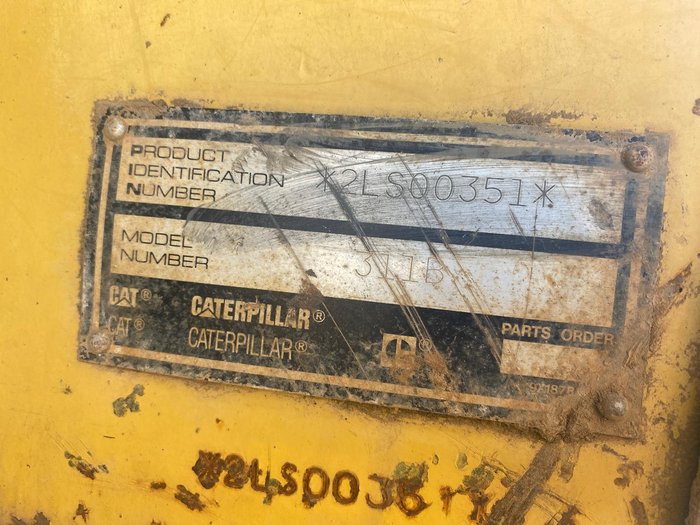 PRODUCT
IDENTIFICATION
NUMBER
*2LS00351*
MODEL
NUMBER
311B
CAT® CATERPILLAR®
CAT® CATERPILLAR®
PARTS ORDER